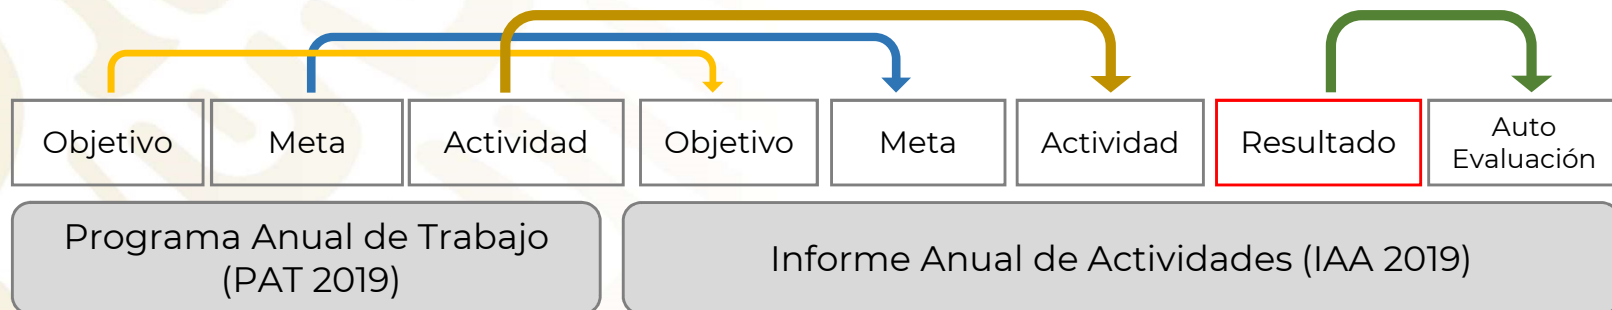 Objetivo
Meta
Actividad
Objetivo
Meta
Actividad
Resultado
Auto
Evaluación
Programa Anual de Trabajo
(PAT 2019)
Informe Anual de Actividades (IAA 2019)